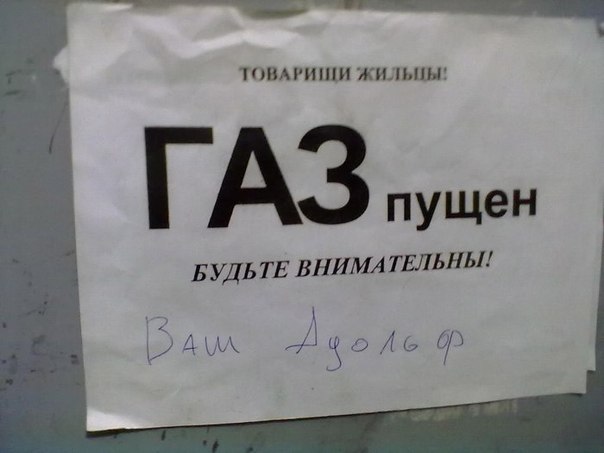 ТОВАРИЩИ ЖИЛЬЦЫ!
ГАЗ пущен
БУДЬТЕ ВНИМАТЕЛЬНЫ!
Ваш Адольф